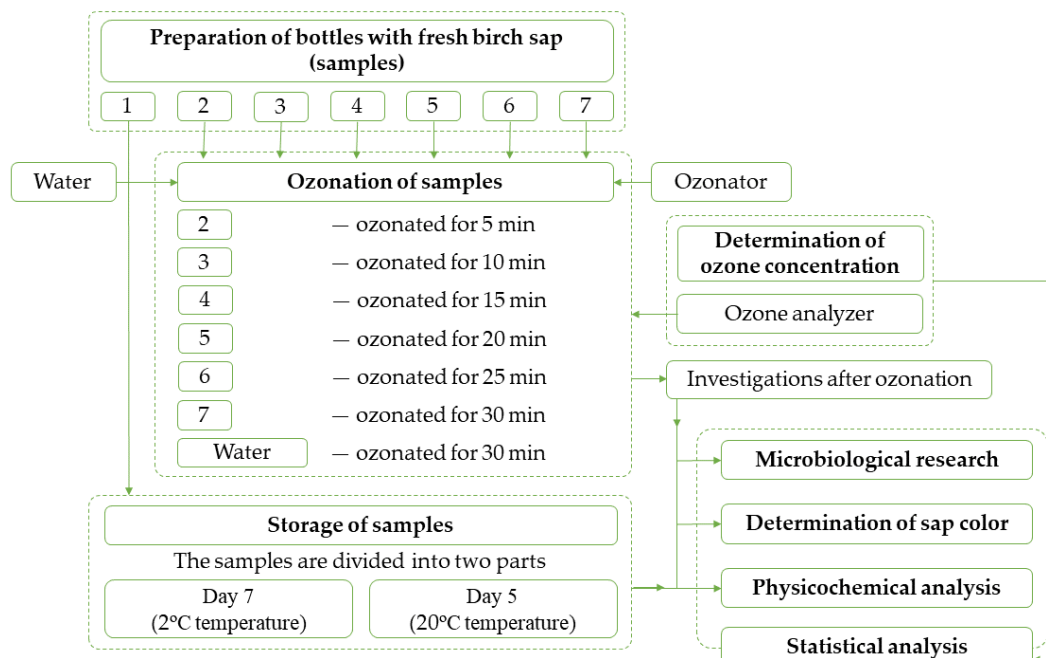 Preparation of bottles with fresh birch sap
(samples)
1 2 3 4 5 6 7
Water
Ozonation of samples
Ozonator
2 — ozonated for 5 min
3 — ozonated for 10 min
4 — ozonated for 15 min
5 — ozonated for 20 min
6 — ozonated for 25 min
7 — ozonated for 30 min
Water — ozonated for 30 min
Determination of
ozone concentration
Ozone analyzer
Investigations after ozonation
Microbiological research
Determination of sap color
Physicochemical analysis
Statistical analysis
Storage of samples
The samples are divided into two parts
Day 7
(2°C temperature)
Day 5
(20°C temperature)